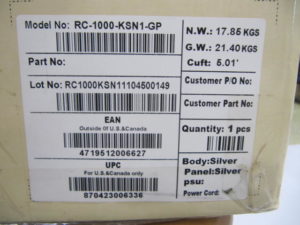 Model No: RC-1000-KSN1-GP
N.W.: 17.85 KGS
G.W.: 21.40 KGS
Cuft: 5.01'
Part No:
Customer P/O No:
Lot No: RC1000KSN11104500149
Customer Part No:
EAN
Outside Of U.S.&Canada
4719512006627
Quantity: 1 pcs
UPC
For U.S.&Canada only
870423006336
Body:Silver
Panel:Silver
psu:
Power Cord: